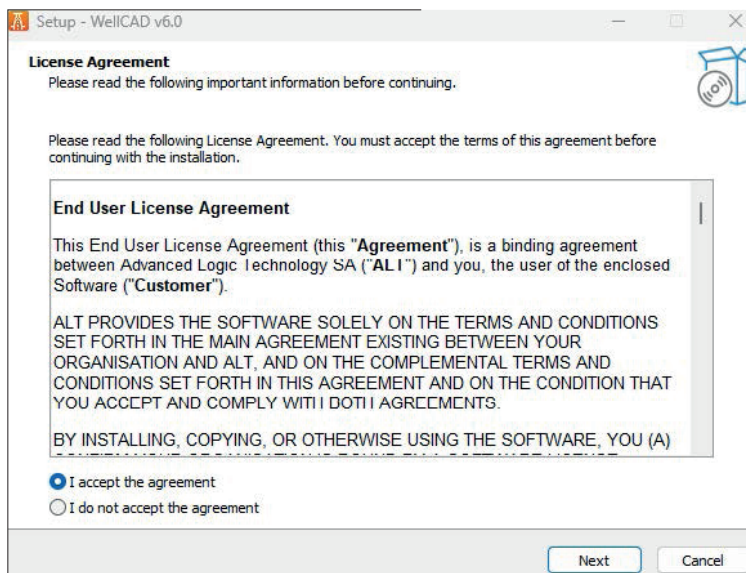 Setup - WellCAD v6.0
License Agreement
Please read the following important information before continuing.
Please read the following License Agreement. You must accept the terms of this agreement before
continuing with the installation.
End User License Agreement
This End User License Agreement (this "Agreement"), is a binding agreement
between Advanced Logic Technology SA ("ALT") and you, the user of the enclosed
Software ("Customer").
ALT PROVIDES THE SOFTWARE SOLELY ON THE TERMS AND CONDITIONS
SET FORTH IN THE MAIN AGREEMENT EXISTING BETWEEN YOUR
ORGANISATION AND ALT, AND ON THE COMPLEMENTAL TERMS AND
CONDITIONS SET FORTH IN THIS AGREEMENT AND ON THE CONDITION THAT
YOU ACCEPT AND COMPLY WITH BOTH AGREEMENTS.
BY INSTALLING, COPYING, OR OTHERWISE USING THE SOFTWARE, YOU (A)
I accept the agreement
I do not accept the agreement
Next
Cancel